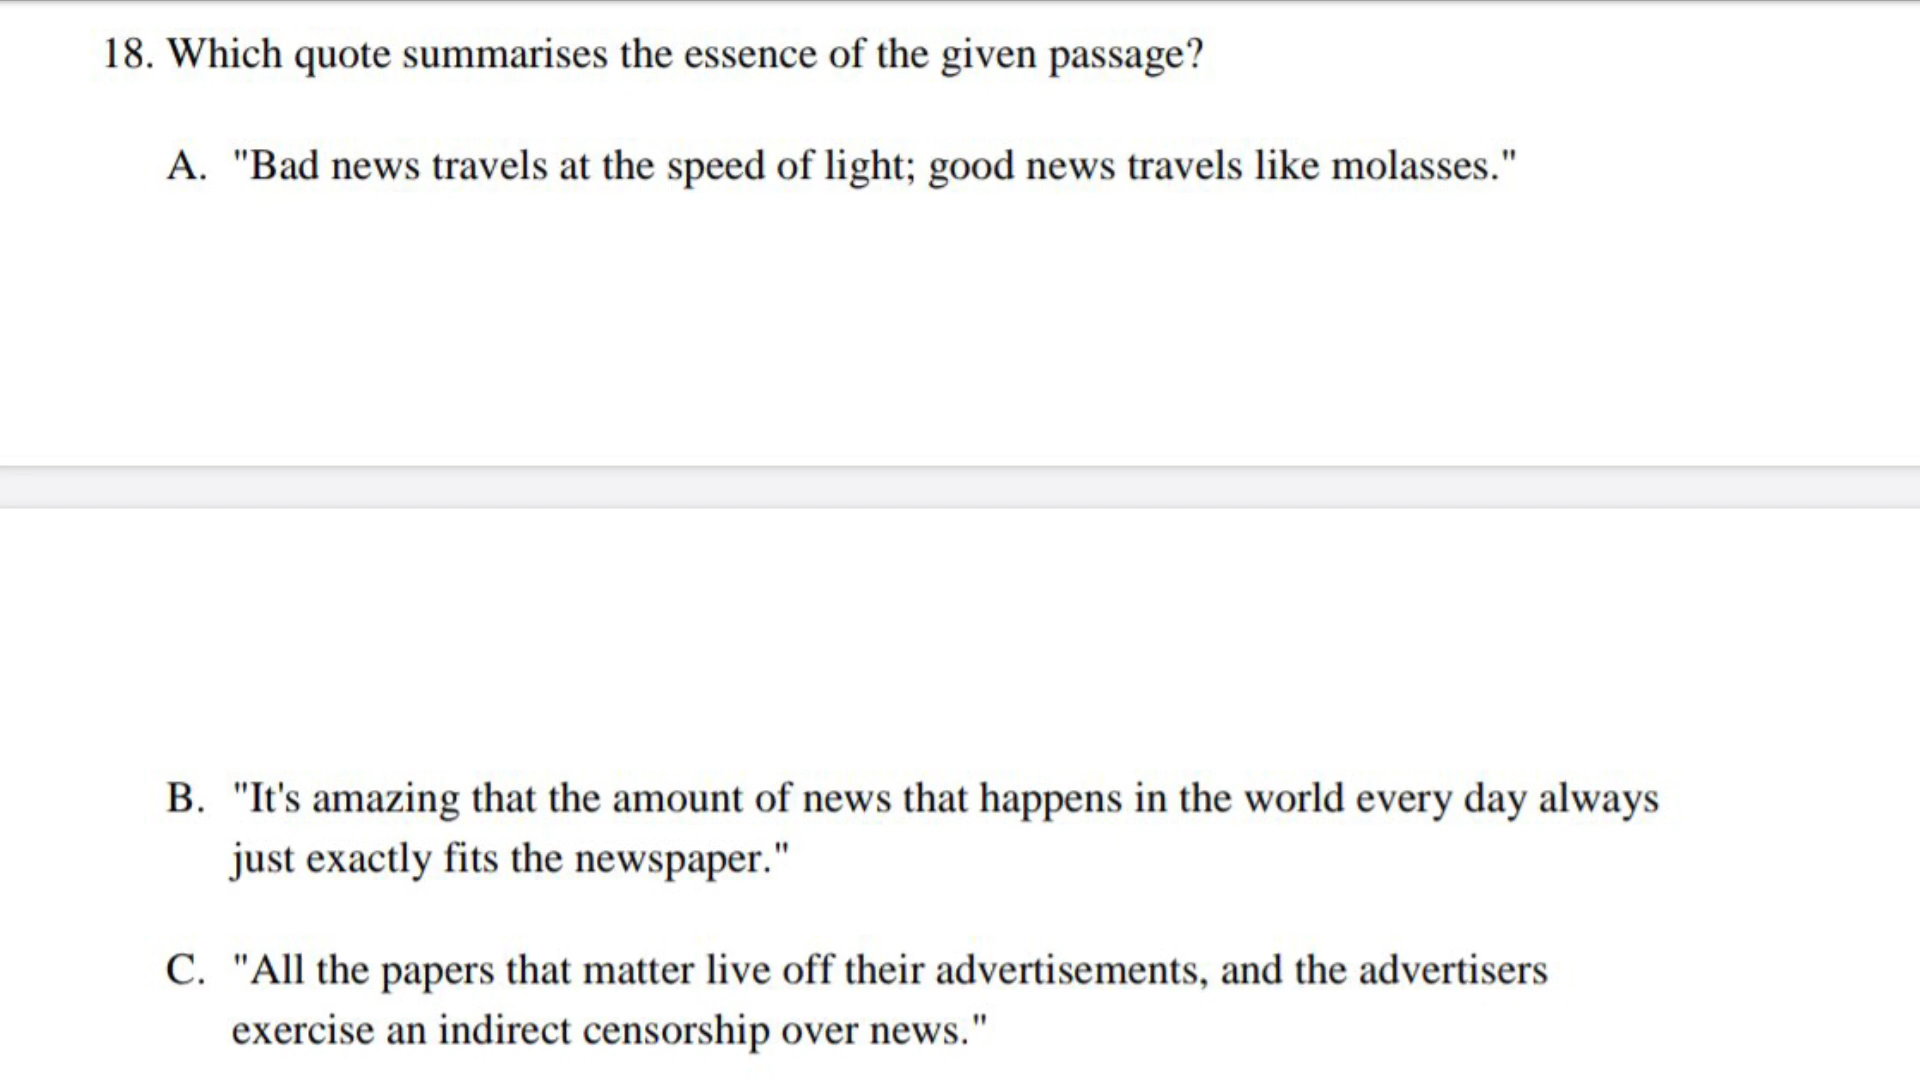 18. Which quote summarises the essence of the given passage?
A. "Bad news travels at the speed of light; good news travels like molasses."
B. "It's amazing that the amount of news that happens in the world every day always
just exactly fits the newspaper."
C. "All the papers that matter live off their advertisements, and the advertisers
exercise an indirect censorship over news."